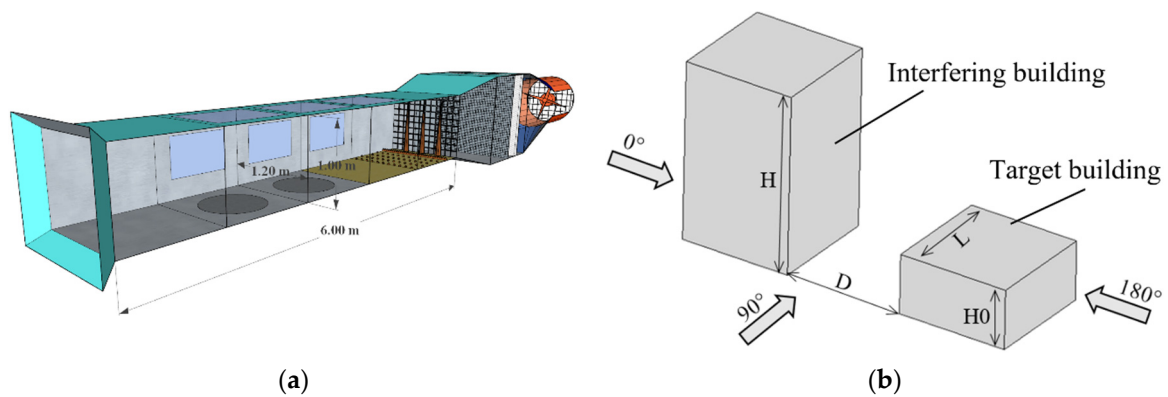 1.20 m
1.00 m
6.00 m
(a)
Interfering building
0°
H
Target building
L
D
H0
90°
180°
(b)